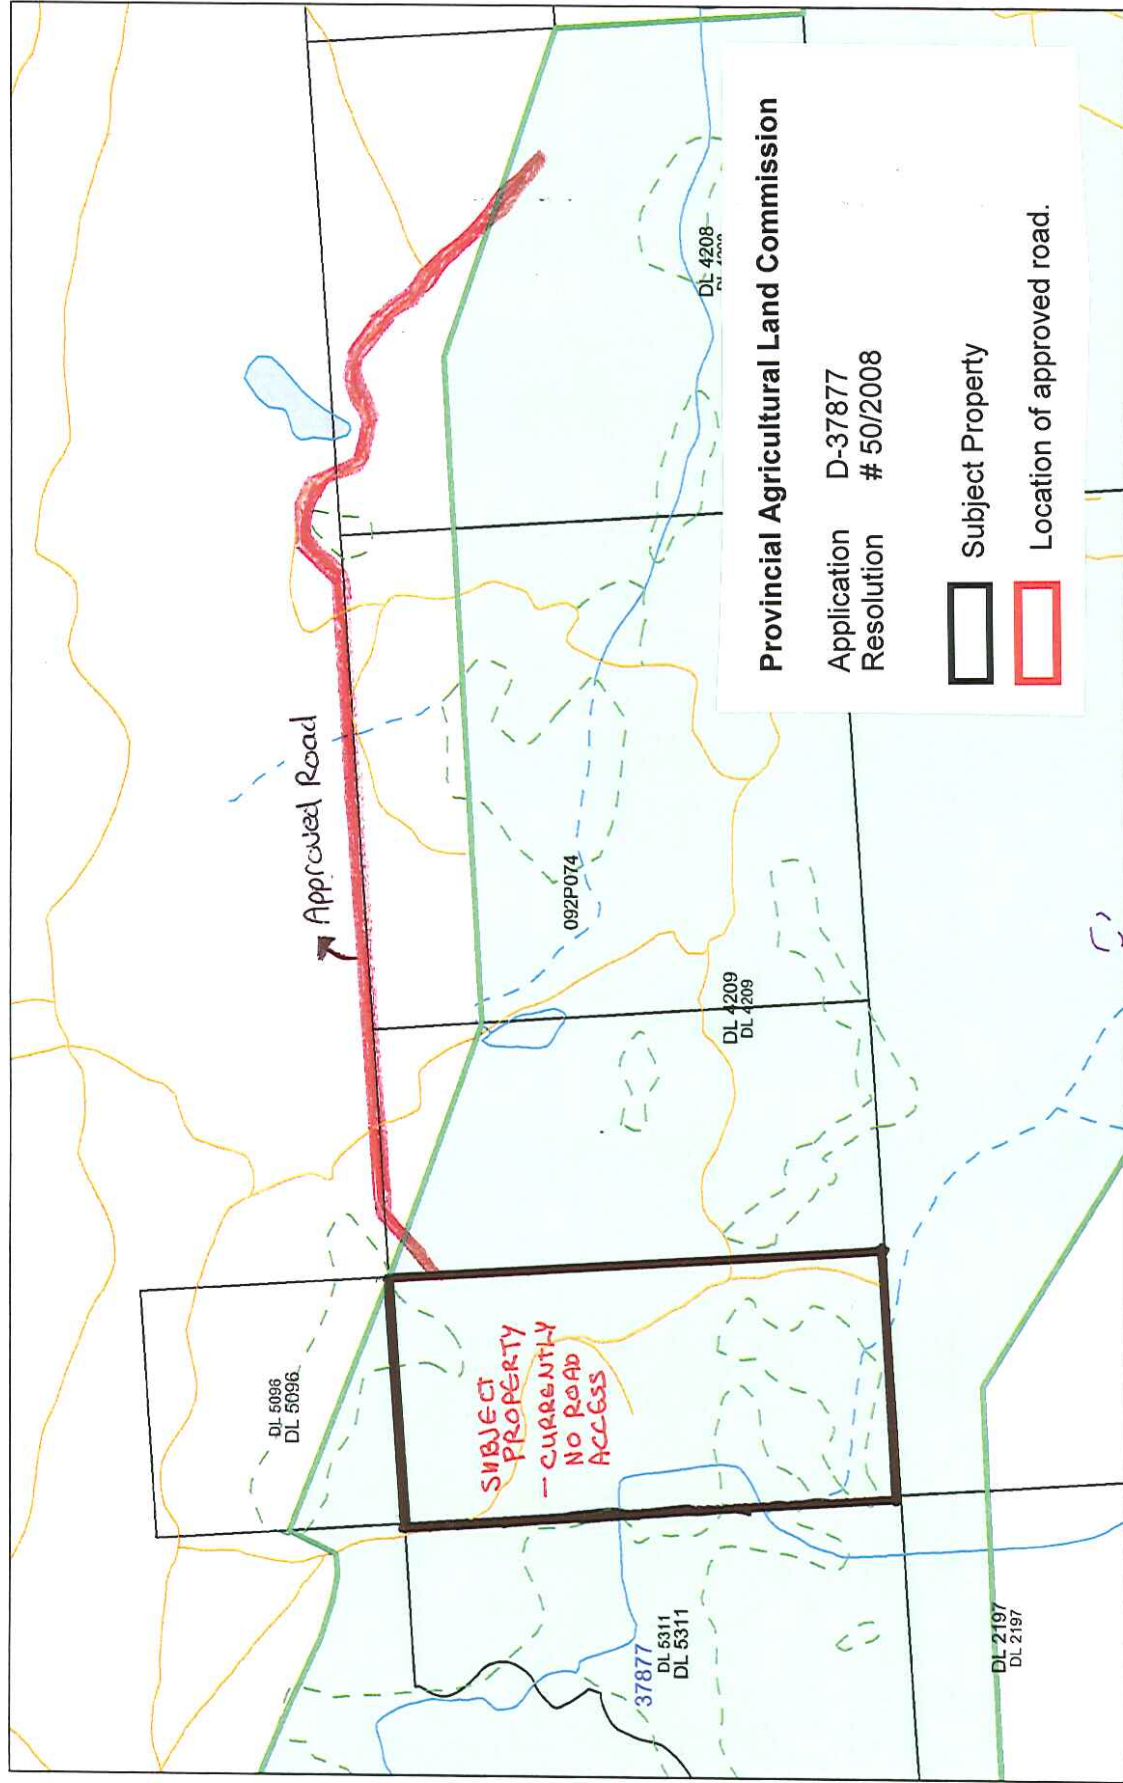 Approved Road
DL 5096
DL 5096
SUBJECT
PROPERTY
- CURRENTLY
NO ROAD
ACCESS
37877
DL 5311
DL 5311
DL 2197
DL 2197
092P074
DL 4209
DL 4209
DL 4208
DL 4208
Provincial Agricultural Land Commission
Application D-37877
Resolution # 50/2008
Subject Property
Location of approved road.